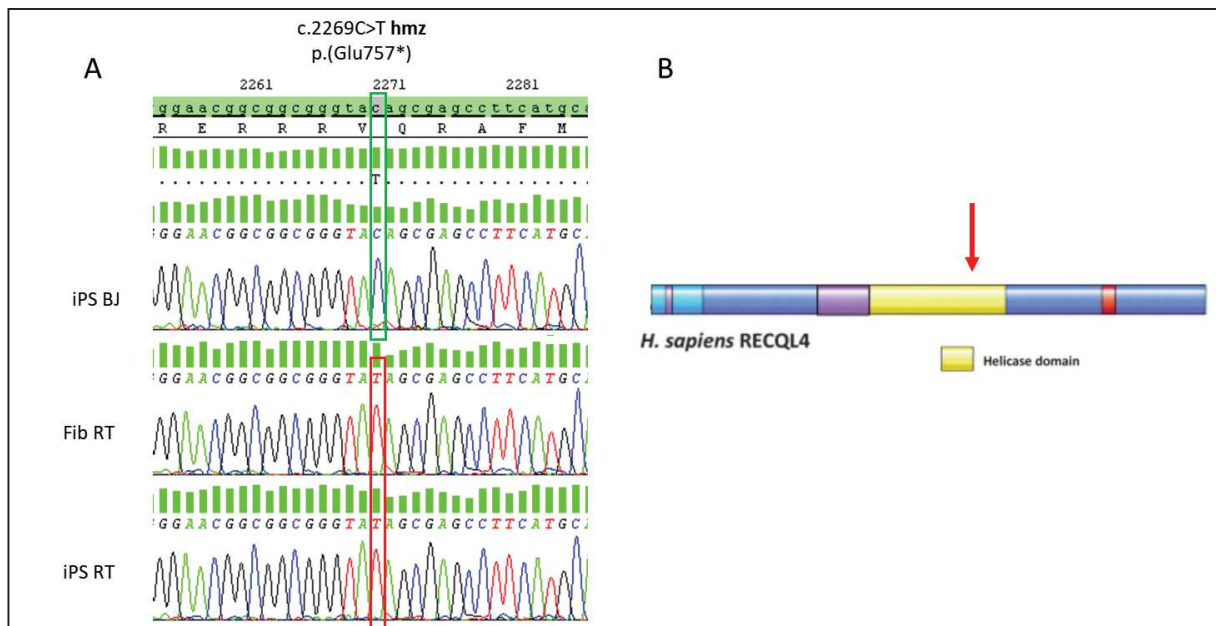 c.2269C>T hmz
p.(Glu757*)
A
B
2261 2271 2281
ggaacggcggcgggtacagcgagccttcatgc
R E R R R V Q R A F M
T
GGAACGGCGGCGGGTACAGCGAGCCTTCATGC
iPS BJ
GGAACGGCGGCGGGTATAGCGAGCCTTCATGC
Fib RT
GGAACGGCGGCGGGTATAGCGAGCCTTCATGC
iPS RT
H. sapiens RECQL4
Helicase domain